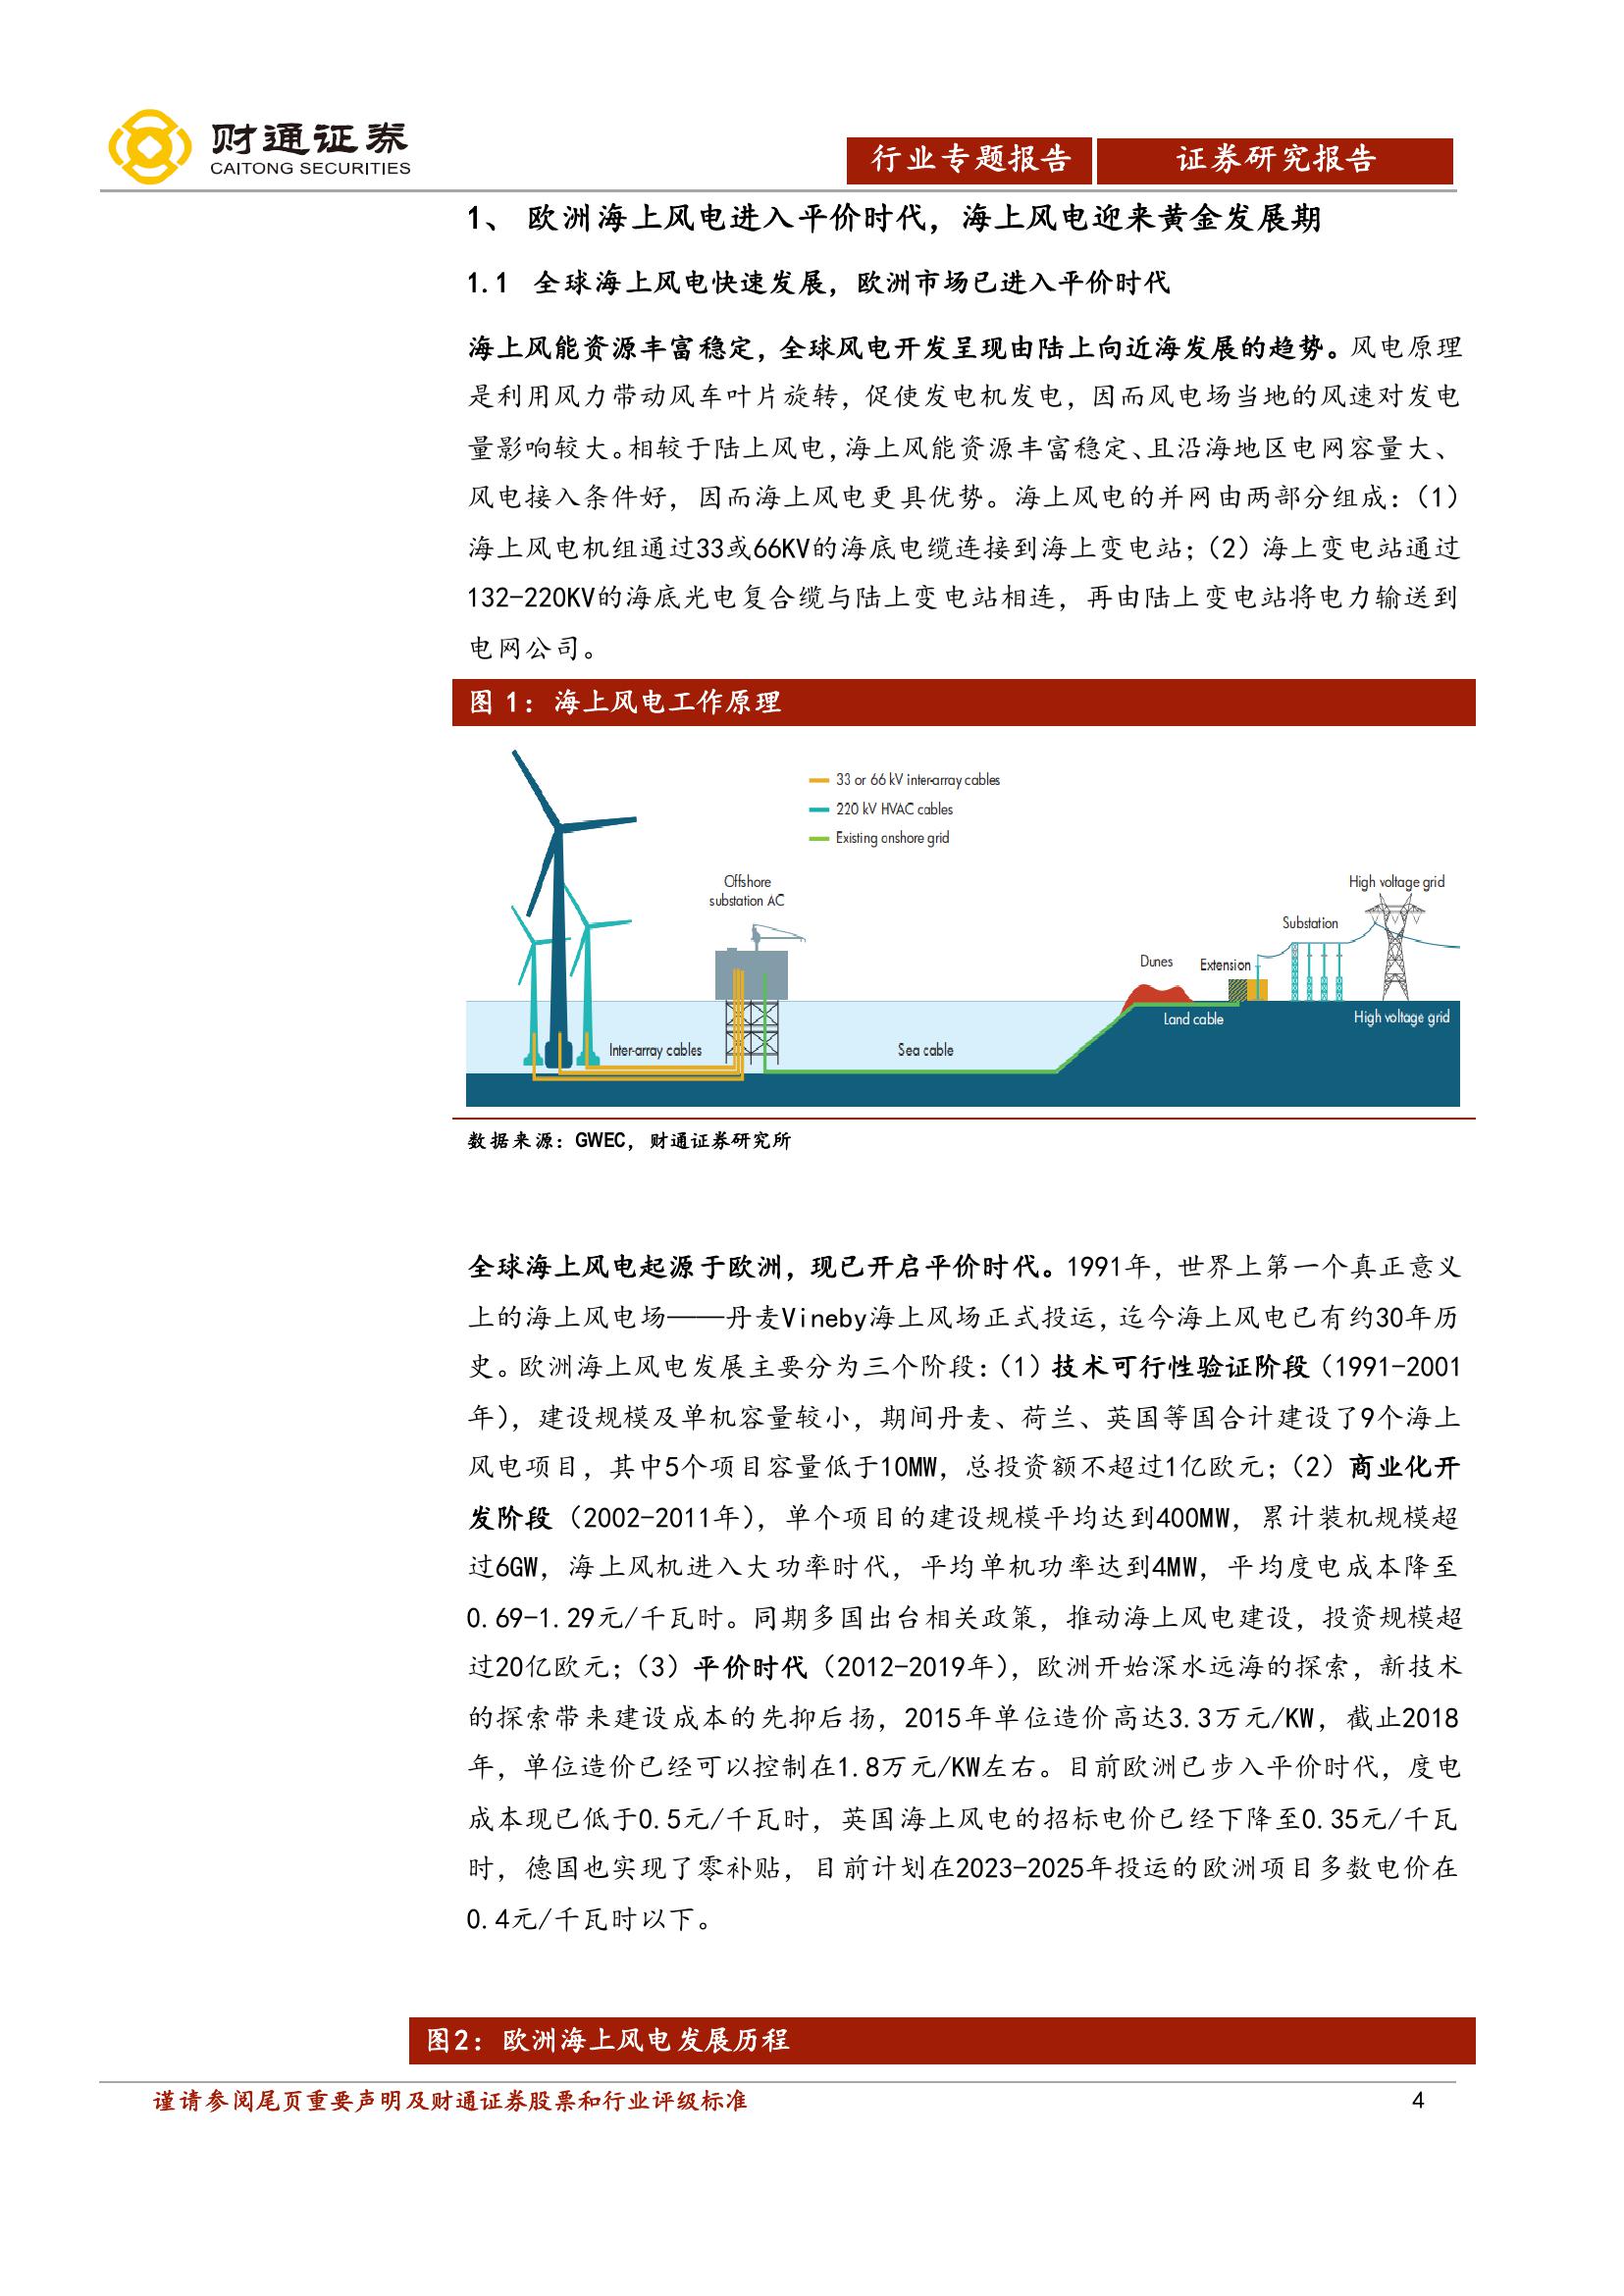 财通证券
CAITONG SECURITIES
行业专题报告
证券研究报告
1、 欧洲海上风电进入平价时代，海上风电迎来黄金发展期
1.1 全球海上风电快速发展，欧洲市场已进入平价时代
海上风能资源丰富稳定，全球风电开发呈现由陆上向近海发展的趋势。风电原理
是利用风力带动风车叶片旋转，促使发电机发电，因而风电场当地的风速对发电
量影响较大。相较于陆上风电，海上风能资源丰富稳定、且沿海地区电网容量大、
风电接入条件好，因而海上风电更具优势。海上风电的并网由两部分组成：（1）
海上风电机组通过33或66KV的海底电缆连接到海上变电站；（2）海上变电站通过
132-220KV的海底光电复合缆与陆上变电站相连，再由陆上变电站将电力输送到
电网公司。
图 1：海上风电工作原理
33 or 66 kV inter-array cables
220 kV HVAC cables
Existing onshore grid
Offshore
substation AC
High voltage grid
Substation
Dunes
Extension
Land cable
High voltage grid
Inter-array cables
Sea cable
数据来源：GWEC，财通证券研究所
全球海上风电起源于欧洲，现已开启平价时代。1991年，世界上第一个真正意义
上的海上风电场——丹麦Vineby海上风场正式投运，迄今海上风电已有约30年历
史。欧洲海上风电发展主要分为三个阶段：（1）技术可行性验证阶段（1991-2001
年），建设规模及单机容量较小，期间丹麦、荷兰、英国等国合计建设了9个海上
风电项目，其中5个项目容量低于10MW，总投资额不超过1亿欧元；（2）商业化开
发阶段（2002-2011年），单个项目的建设规模平均达到400MW，累计装机规模超
过6GW，海上风机进入大功率时代，平均单机功率达到4MW，平均度电成本降至
0.69-1.29元/千瓦时。同期多国出台相关政策，推动海上风电建设，投资规模超
过20亿欧元；（3）平价时代（2012-2019年），欧洲开始深水远海的探索，新技术
的探索带来建设成本的先抑后扬，2015年单位造价高达3.3万元/KW，截止2018
年，单位造价已经可以控制在1.8万元/KW左右。目前欧洲已步入平价时代，度电
成本现已低于0.5元/千瓦时，英国海上风电的招标电价已经下降至0.35元/千瓦
时，德国也实现了零补贴，目前计划在2023-2025年投运的欧洲项目多数电价在
0.4元/千瓦时以下。
图2：欧洲海上风电发展历程
谨请参阅尾页重要声明及财通证券股票和行业评级标准
4